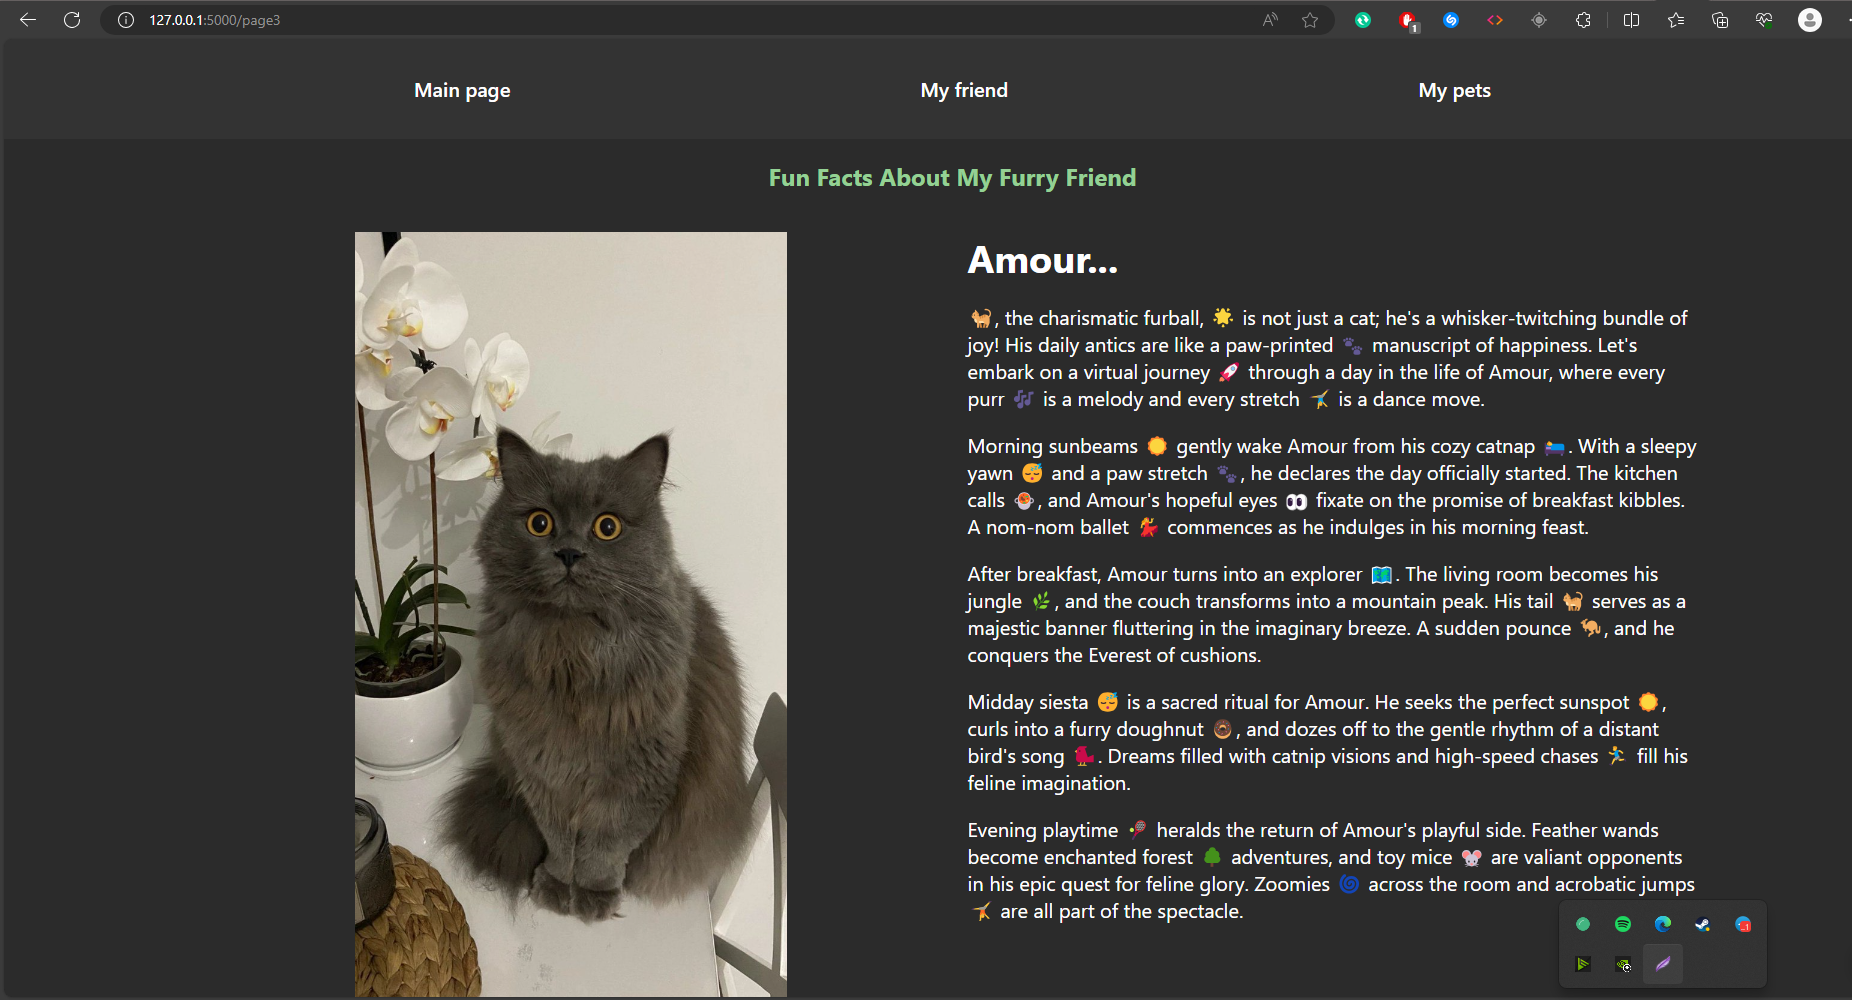 127.0.0.1:5000/page3
1
Main page
My friend
My pets
Fun Facts About My Furry Friend
Amour...
🐈, the charismatic furball, 🌟 is not just a cat; he's a whisker-twitching bundle of
joy! His daily antics are like a paw-printed 🐾 manuscript of happiness. Let's
embark on a virtual journey 🚀 through a day in the life of Amour, where every
purr 🎶 is a melody and every stretch 🤸 is a dance move.
Morning sunbeams ☀️ gently wake Amour from his cozy catnap 🛌. With a sleepy
yawn 😴 and a paw stretch 🐾, he declares the day officially started. The kitchen
calls 🍲, and Amour's hopeful eyes 👀 fixate on the promise of breakfast kibbles.
A nom-nom ballet 💃 commences as he indulges in his morning feast.
After breakfast, Amour turns into an explorer 🗺️. The living room becomes his
jungle 🌿, and the couch transforms into a mountain peak. His tail 🐈 serves as a
majestic banner fluttering in the imaginary breeze. A sudden pounce 🦘, and he
conquers the Everest of cushions.
Midday siesta 😴 is a sacred ritual for Amour. He seeks the perfect sunspot ☀️,
curls into a furry doughnut 🍩, and dozes off to the gentle rhythm of a distant
bird's song 🐦. Dreams filled with catnip visions and high-speed chases 🏃 fill his
feline imagination.
Evening playtime 🎾 heralds the return of Amour's playful side. Feather wands
become enchanted forest 🌳 adventures, and toy mice 🐭 are valiant opponents
in his epic quest for feline glory. Zoomies 🌀 across the room and acrobatic jumps
🤸 are all part of the spectacle.